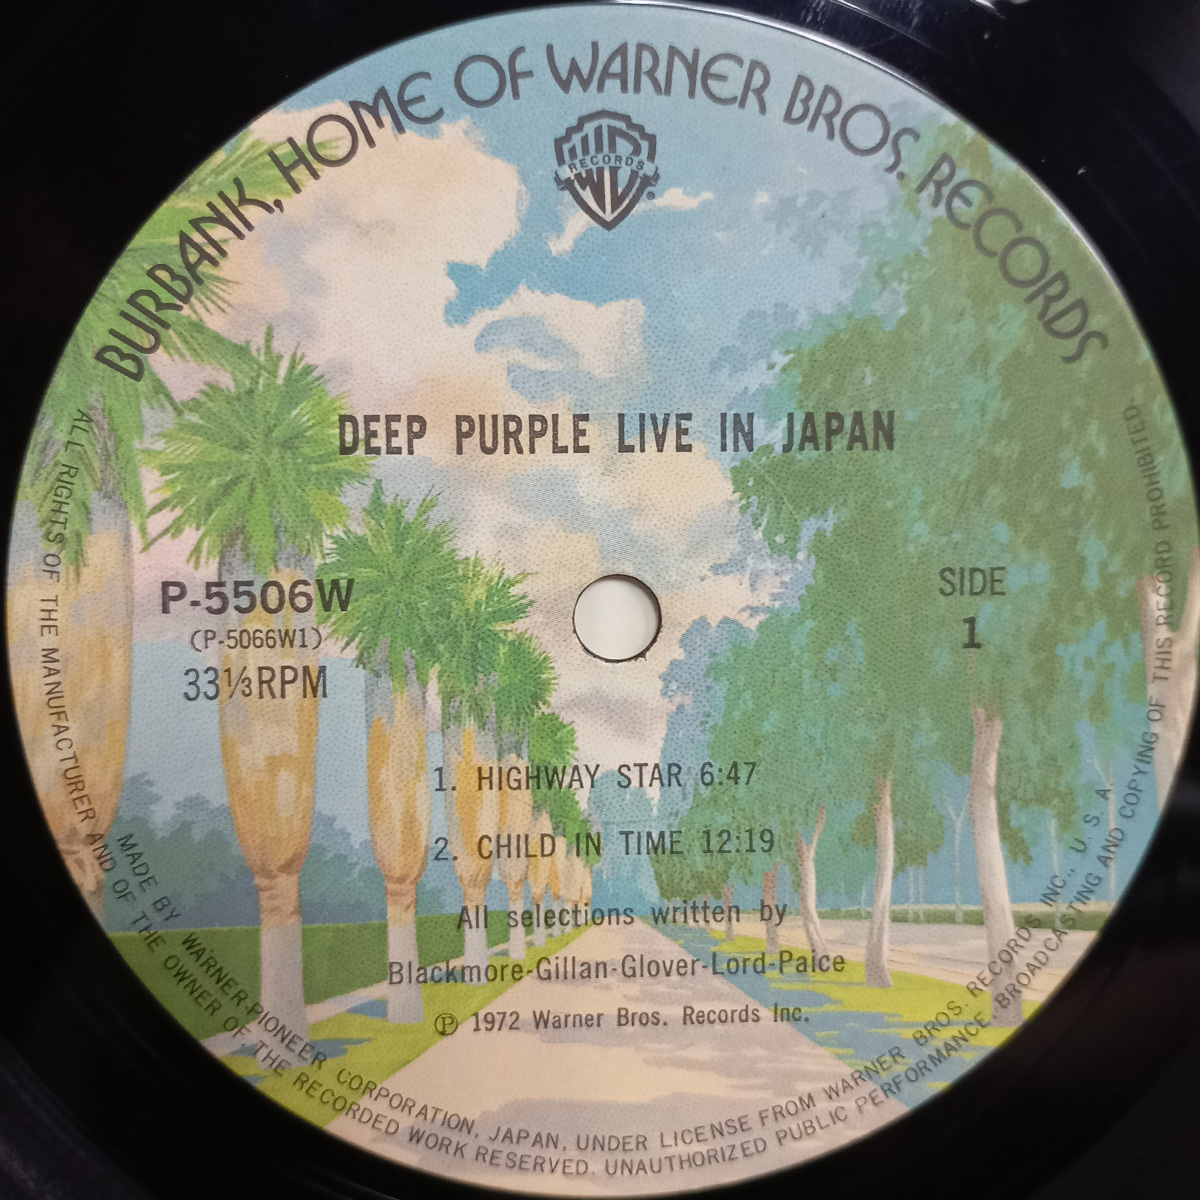 BURBANK, HOME OF WARNER BROS. RECORDS
RECORDS
DEEP PURPLE LIVE IN JAPAN
P-5506W
(P-5066W1)
33⅓RPM
SIDE
1
1. HIGHWAY STAR 6:47
2. CHILD IN TIME 12:19
All selections written by
Blackmore-Gillan-Glover-Lord-Paice
Ⓟ 1972 Warner Bros. Records Inc.
MADE BY WARNER-PIONEER CORPORATION, JAPAN, UNDER LICENSE FROM WARNER BROS. RECORDS INC., U. S. A.
ALL RIGHTS OF THE MANUFACTURER AND OF THE OWNER OF THE RECORDED WORK RESERVED. UNAUTHORIZED PUBLIC PERFORMANCE · BROADCASTING AND COPYING OF THIS RECORD PROHIBITED.